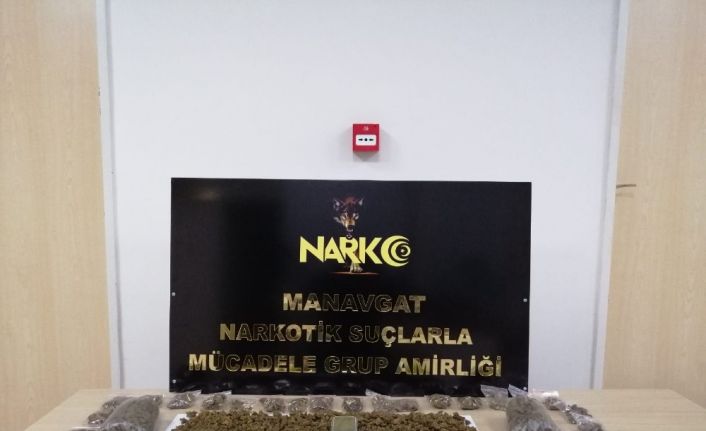 NARKO
MANAVGAT
NARKOTİK SUÇLARLA
MÜCADELE GRUP AMİRLİĞİ